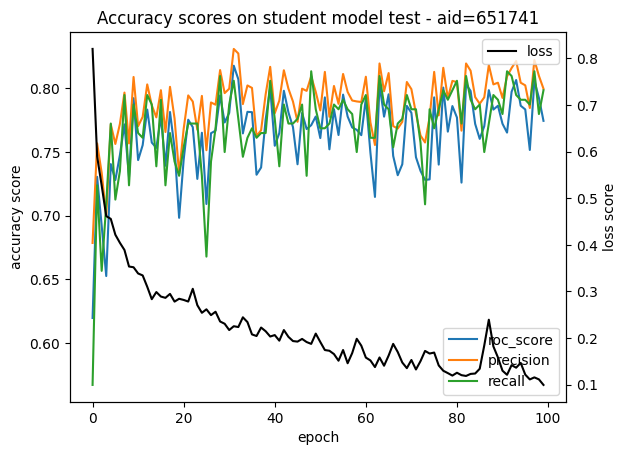 Accuracy scores on student model test - aid=651741
loss
0.80
0.75
0.70
0.65
0.60
accuracy score
0.8
0.7
0.6
0.5
0.4
0.3
0.2
0.1
loss score
roc_score
precision
recall
0
20
40
60
80
100
epoch